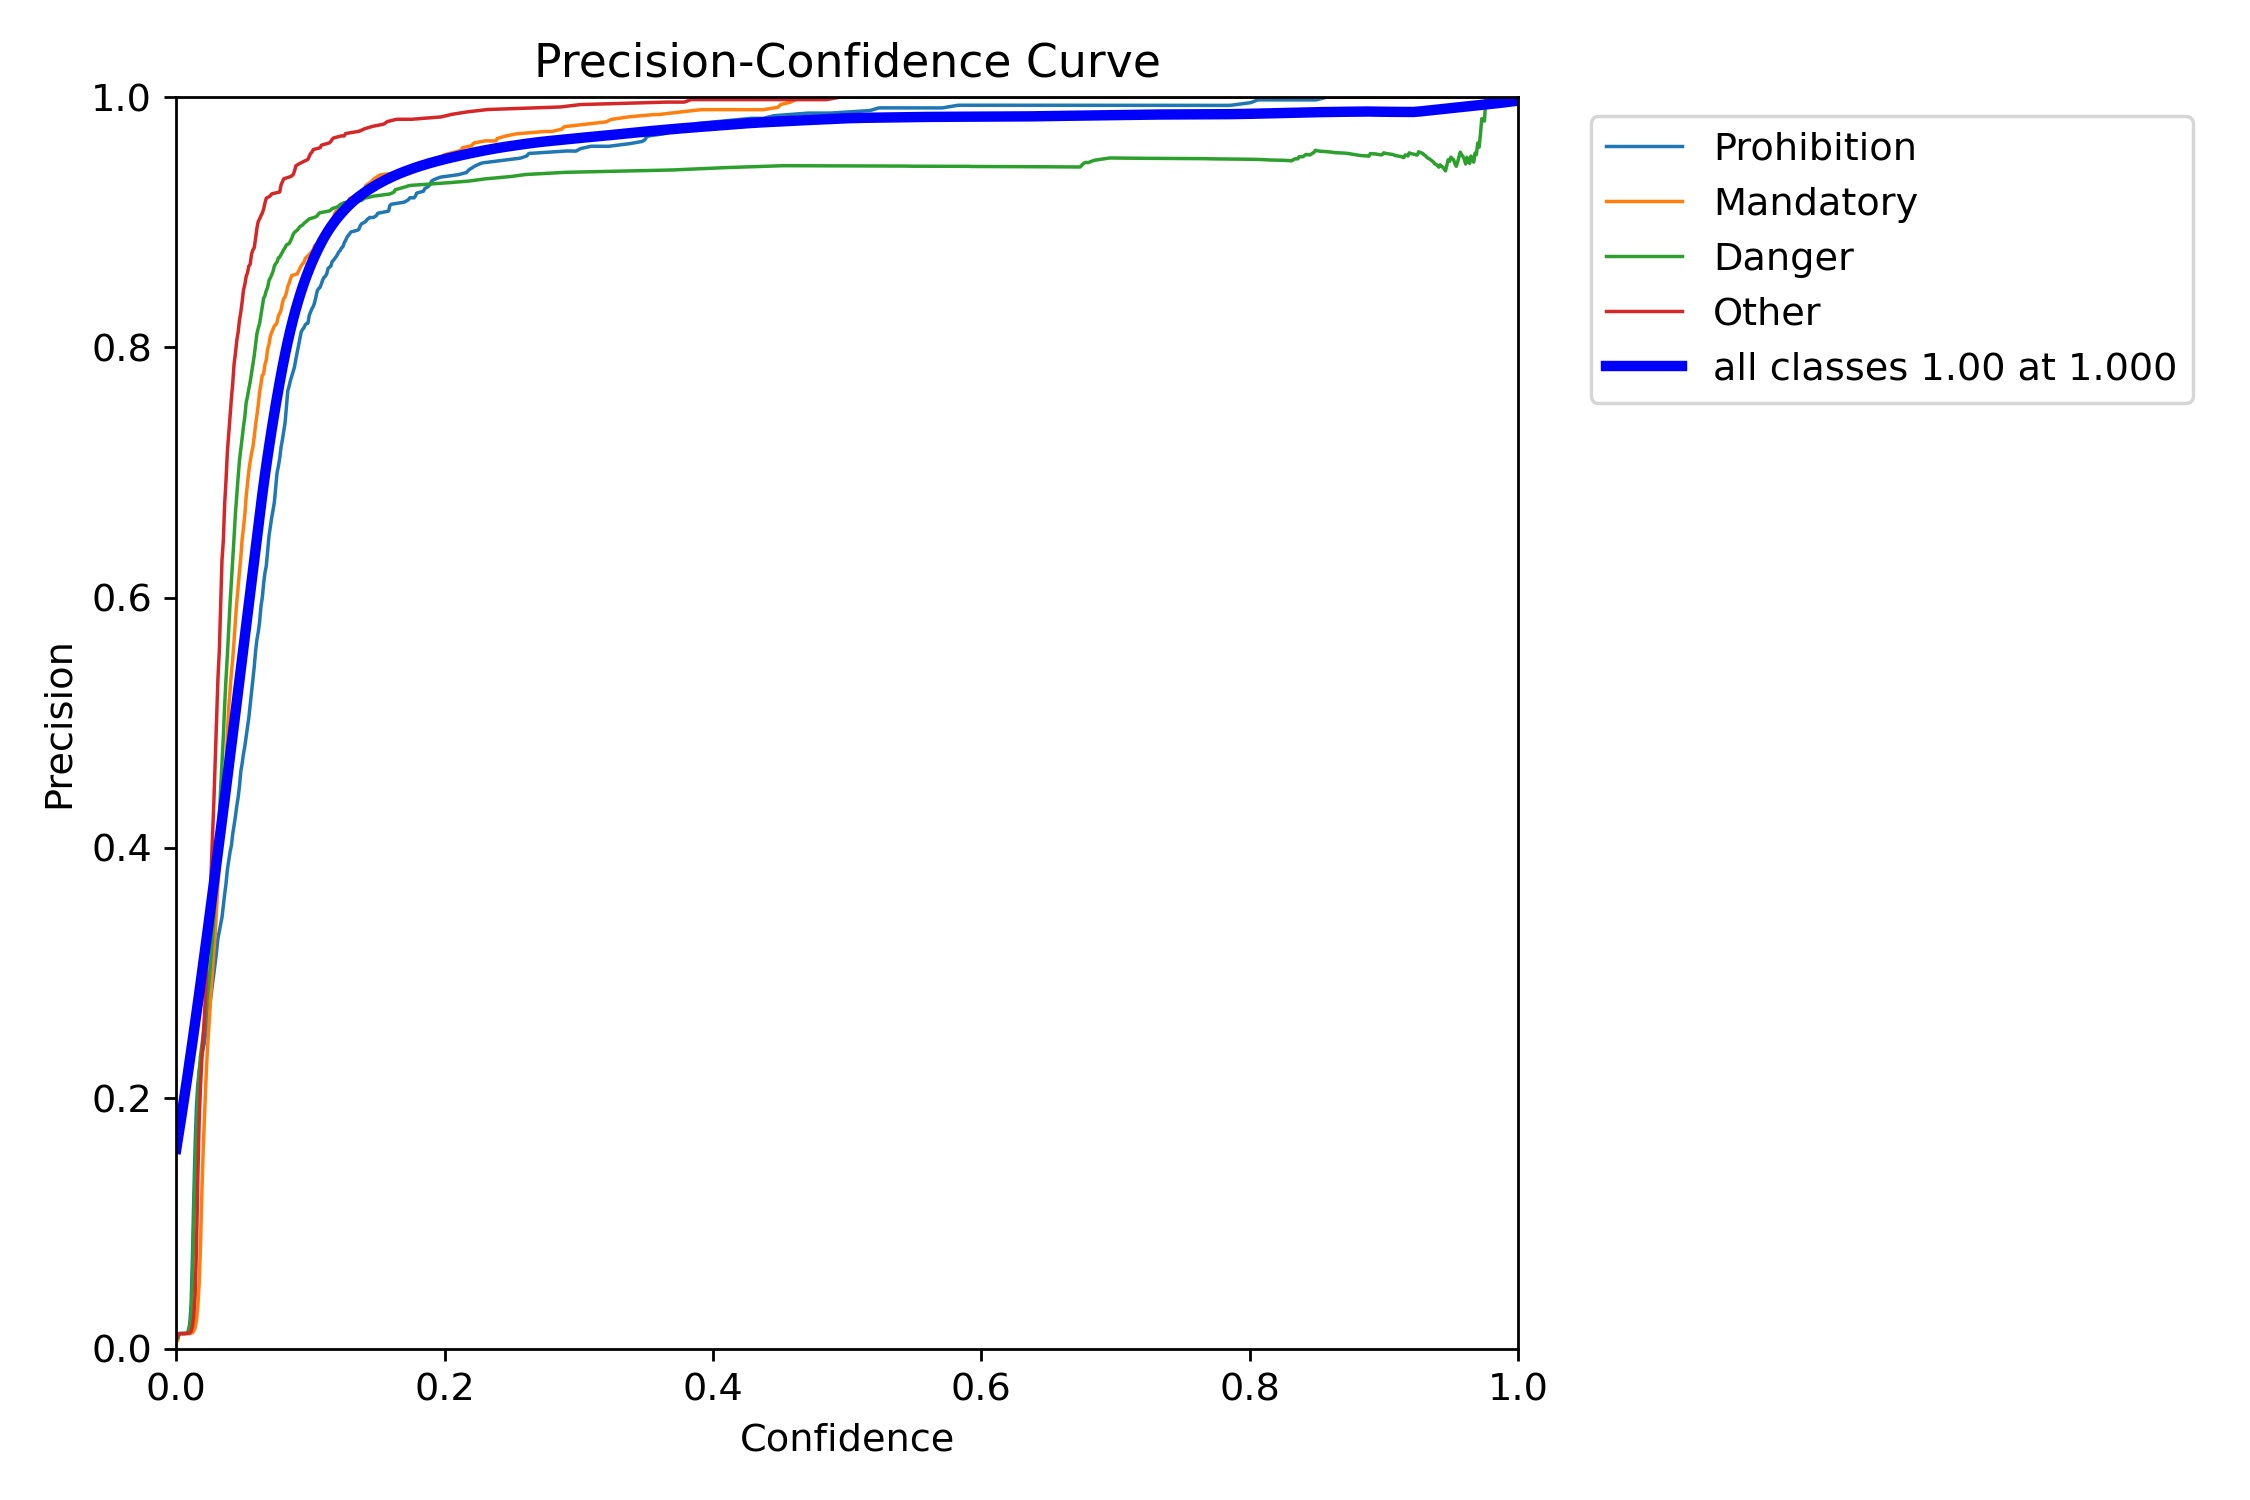 Precision-Confidence Curve
1.0
0.8
0.6
0.4
0.2
0.0
Precision
0.0 0.2 0.4 0.6 0.8 1.0
Confidence
Prohibition
Mandatory
Danger
Other
all classes 1.00 at 1.000